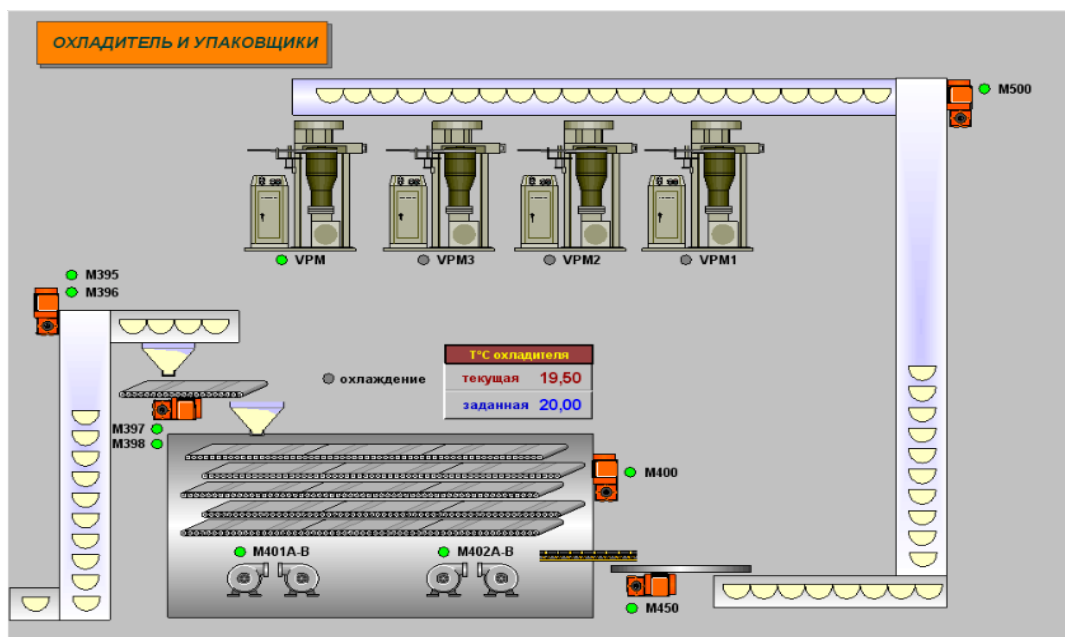 ОХЛАДИТЕЛЬ И УПАКОВЩИКИ
M500
VPM
VPM3
VPM2
VPM1
M395
M396
T°C охладителя
охлаждение
текущая 19,50
заданная 20,00
M397
M398
M400
M401A-B
M402A-B
M450